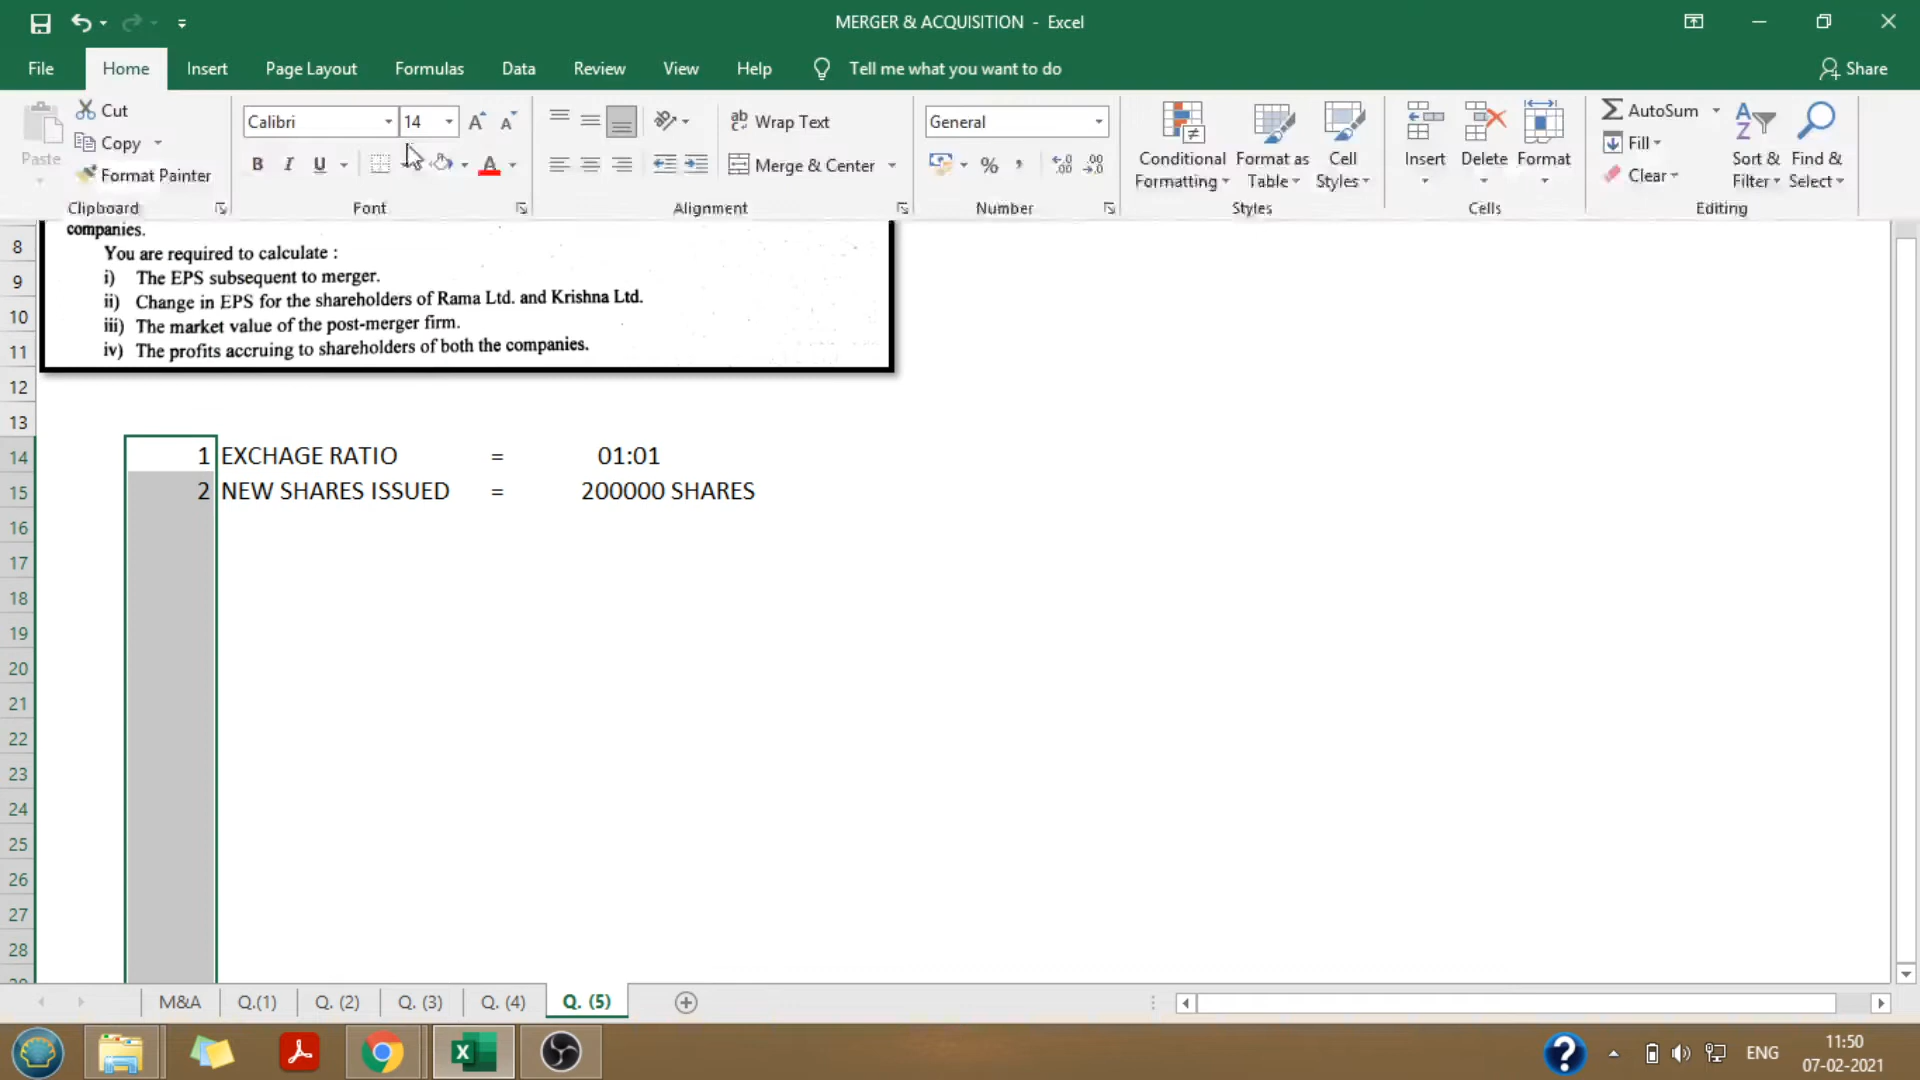 MERGER & ACQUISITION - Excel
File Home Insert Page Layout Formulas Data Review View Help Tell me what you want to do Share
Paste
Cut
Copy
Format Painter
Clipboard
Calibri 14
B I U
Font
Wrap Text
Merge & Center
Alignment
General
%
Number
Conditional Formatting
Format as Table
Cell Styles
Styles
Insert Delete Format
Cells
AutoSum
Fill
Clear
Sort & Filter
Find & Select
Editing
companies.
You are required to calculate :
i) The EPS subsequent to merger.
ii) Change in EPS for the shareholders of Rama Ltd. and Krishna Ltd.
iii) The market value of the post-merger firm.
iv) The profits accruing to shareholders of both the companies.
8
9
10
11
12
13
14 1 EXCHAGE RATIO = 01:01
15 2 NEW SHARES ISSUED = 200000 SHARES
16
17
18
19
20
21
22
23
24
25
26
27
28
M&A Q.(1) Q. (2) Q. (3) Q. (4) Q. (5)
ENG
11:50
07-02-2021